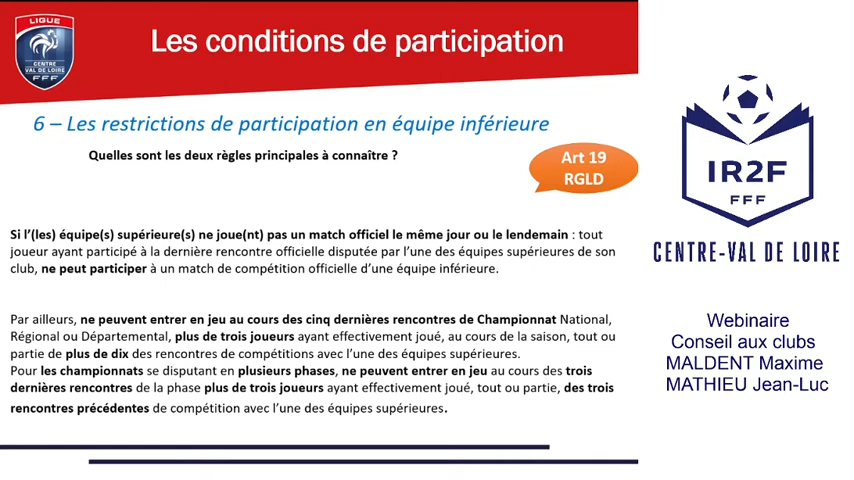 LIGUE
CENTRE
VAL DE LOIRE
FFF
Les conditions de participation
6 – Les restrictions de participation en équipe inférieure
Quelles sont les deux règles principales à connaître ?
Art 19
RGLD
Si l'(les) équipe(s) supérieure(s) ne joue(nt) pas un match officiel le même jour ou le lendemain : tout
joueur ayant participé à la dernière rencontre officielle disputée par l'une des équipes supérieures de son
club, ne peut participer à un match de compétition officielle d'une équipe inférieure.
Par ailleurs, ne peuvent entrer en jeu au cours des cinq dernières rencontres de Championnat National,
Régional ou Départemental, plus de trois joueurs ayant effectivement joué, au cours de la saison, tout ou
partie de plus de dix des rencontres de compétitions avec l'une des équipes supérieures.
Pour les championnats se disputant en plusieurs phases, ne peuvent entrer en jeu au cours des trois
dernières rencontres de la phase plus de trois joueurs ayant effectivement joué, tout ou partie, des trois
rencontres précédentes de compétition avec l'une des équipes supérieures.
IR2F
FFF
CENTRE-VAL DE LOIRE
Webinaire
Conseil aux clubs
MALDENT Maxime
MATHIEU Jean-Luc